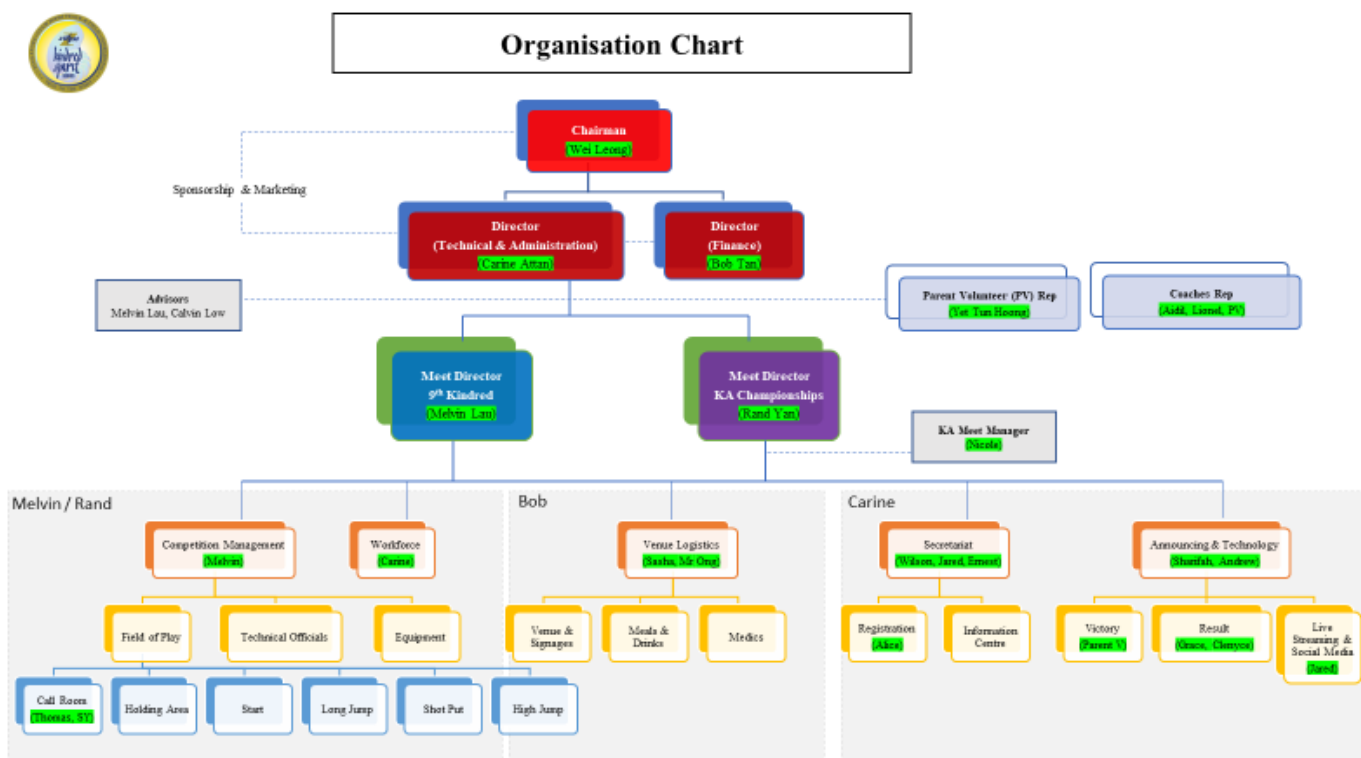 kindred
spirit
Organisation Chart
Chairman
(Wei Leong)
Sponsorship & Marketing
Director
(Technical & Administration)
(Carine Attan)
Director
(Finance)
(Bob Tan)
Advisors
Melvin Lau, Calvin Low
Parent Volunteer (PV) Rep
(Yet Tun Hoong)
Coaches Rep
(Aidil, Lionel, PV)
Meet Director
9th Kindred
(Melvin Lau)
Meet Director
KA Championships
(Rand Yan)
KA Meet Manager
(Nicole)
Melvin / Rand
Bob
Carine
Competition Management
(Melvin)
Workforce
(Carine)
Venue Logistics
(Sasha, Mr Ong)
Secretariat
(Wilson, Jared, Ernest)
Announcing & Technology
(Sharifah, Andrew)
Field of Play
Technical Officials
Equipment
Venue &
Signages
Meals &
Drinks
Medics
Registration
(Alice)
Information
Centre
Victory
(Parent V)
Result
(Grace, Clenyce)
Live
Streaming &
Social Media
(Jared)
Call Room
(Thomas, SY)
Holding Area
Start
Long Jump
Shot Put
High Jump